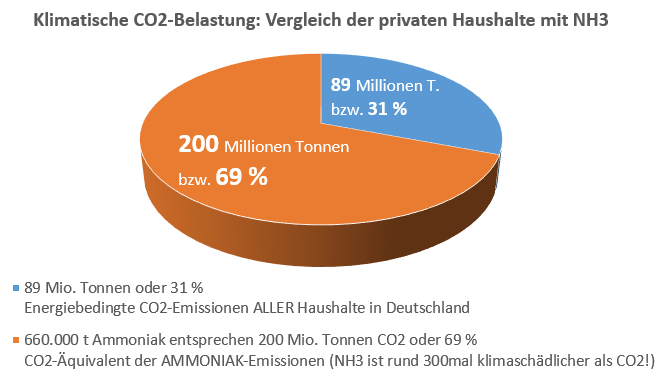 Klimatische CO2-Belastung: Vergleich der privaten Haushalte mit NH3
89 Millionen T.
bzw. 31 %
200 Millionen Tonnen
bzw. 69 %
89 Mio. Tonnen oder 31 %
Energiebedingte CO2-Emissionen ALLER Haushalte in Deutschland
660.000 t Ammoniak entsprechen 200 Mio. Tonnen CO2 oder 69 %
CO2-Äquivalent der AMMONIAK-Emissionen (NH3 ist rund 300mal klimaschädlicher als CO2!)